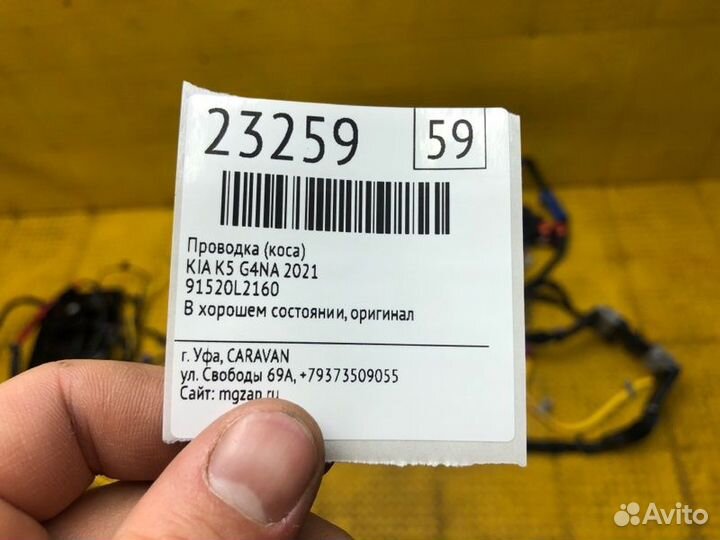 23259
59
Проводка (коса)
KIA K5 G4NA 2021
91520L2160
В хорошем состоянии, оригинал
г. Уфа, CARAVAN
ул. Свободы 69А, +79373509055
Сайт: mgzap.ru
Avito